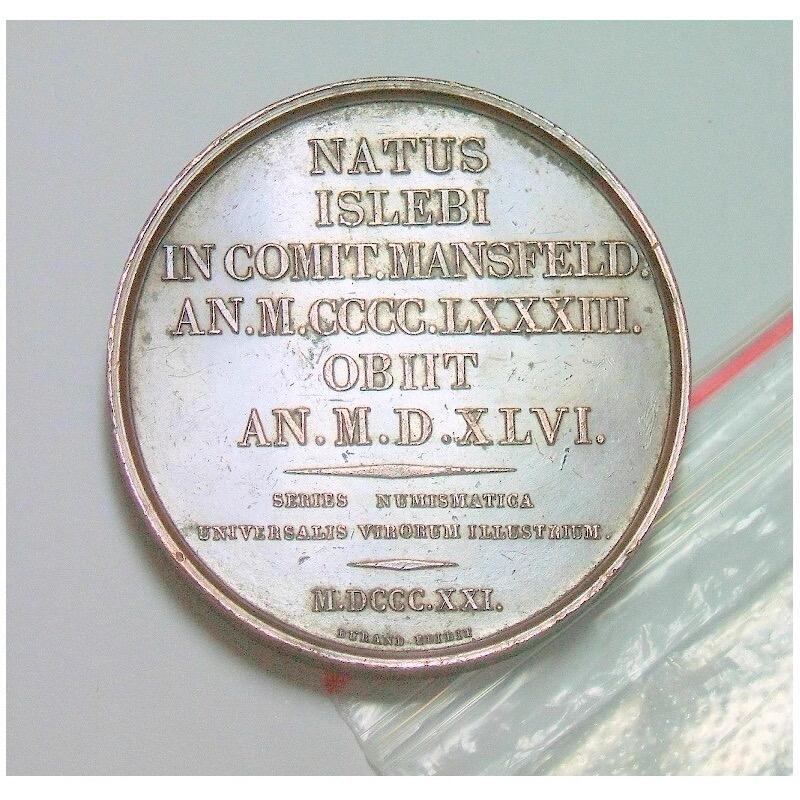 NATUS
ISLEBI
IN COMIT. MANSFELD.
AN. M. CCCC. LXXXIII.
OBIIT
AN. M. D. XLVI.
SERIES NUMISMATICA
UNIVERSALIS VIRORUM ILLUSTRIUM.
M. DCCC. XXI.
DURAND EDIDIT